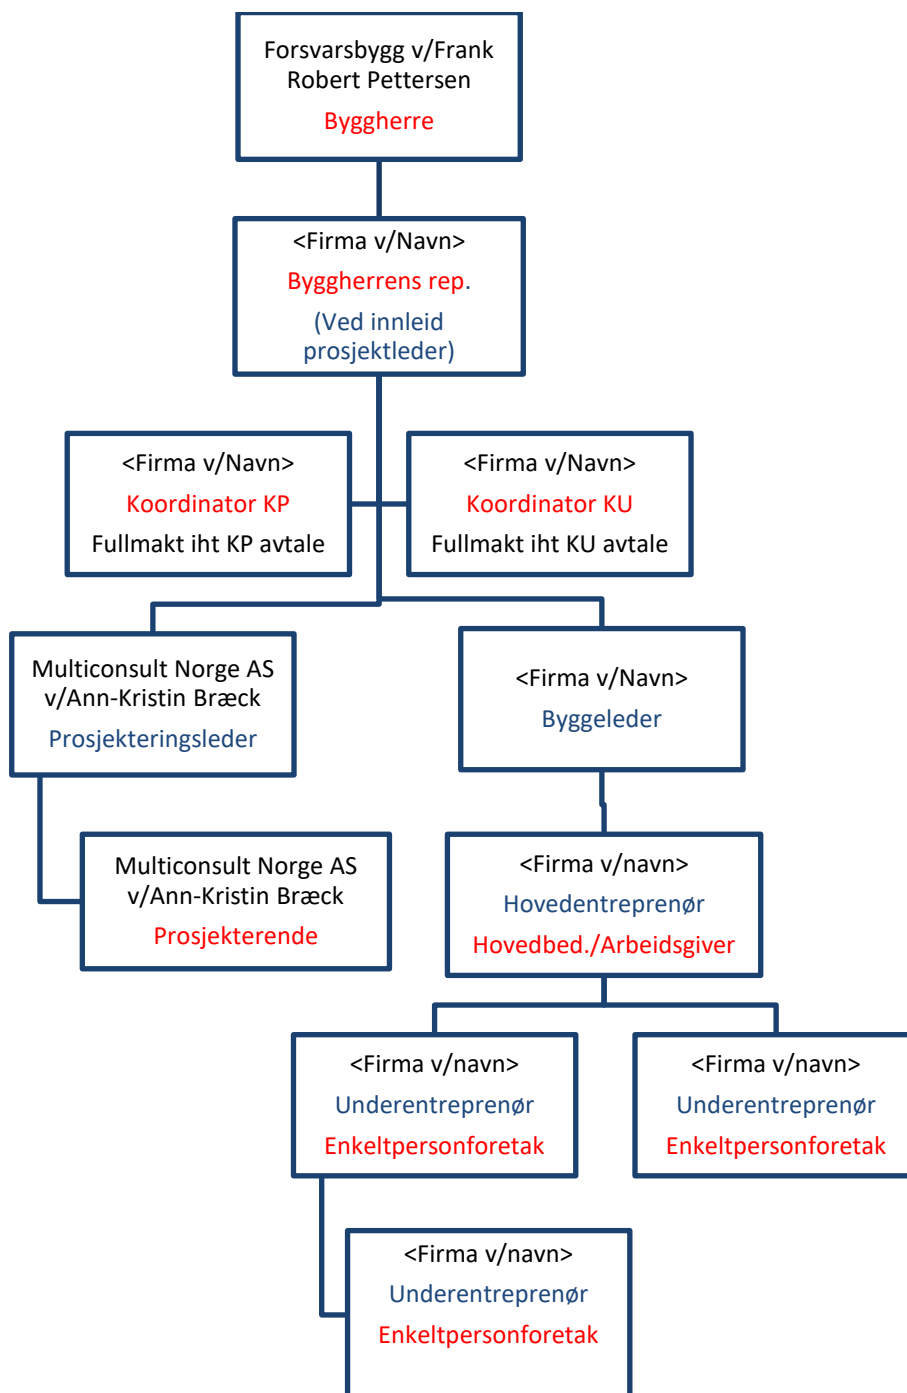 Forsvarsbygg v/Frank
Robert Pettersen
Byggherre
<Firma v/Navn>
Byggherrens rep.
(Ved innleid
prosjektleder)
<Firma v/Navn>
Koordinator KP
Fullmakt iht KP avtale
<Firma v/Navn>
Koordinator KU
Fullmakt iht KU avtale
Multiconsult Norge AS
v/Ann-Kristin Bræck
Prosjekteringsleder
<Firma v/Navn>
Byggeleder
Multiconsult Norge AS
v/Ann-Kristin Bræck
Prosjekterende
<Firma v/navn>
Hovedentreprenør
Hovedbed./Arbeidsgiver
<Firma v/navn>
Underentreprenør
Enkeltpersonforetak
<Firma v/navn>
Underentreprenør
Enkeltpersonforetak
<Firma v/navn>
Underentreprenør
Enkeltpersonforetak